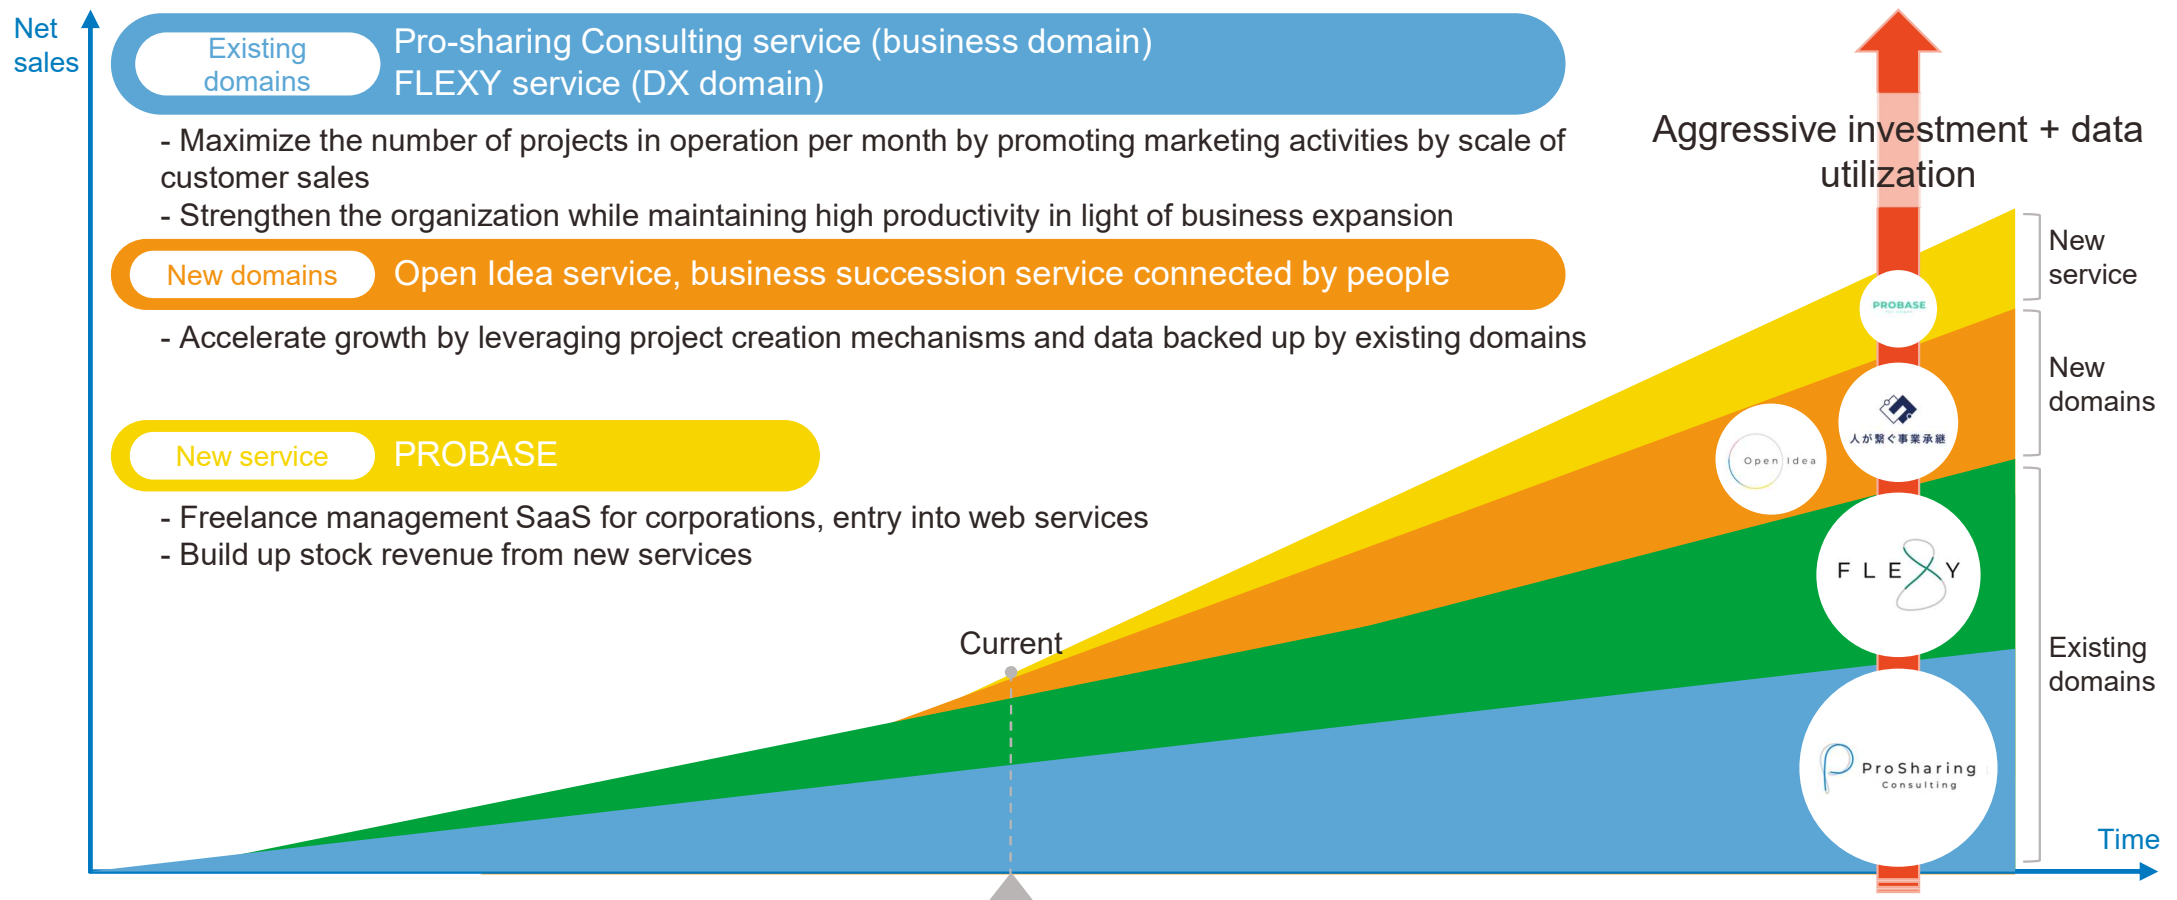 Net
sales
Existing
domains
Pro-sharing Consulting service (business domain)
FLEXY service (DX domain)
- Maximize the number of projects in operation per month by promoting marketing activities by scale of
customer sales
- Strengthen the organization while maintaining high productivity in light of business expansion
New domains
Open Idea service, business succession service connected by people
- Accelerate growth by leveraging project creation mechanisms and data backed up by existing domains
New service
PROBASE
- Freelance management SaaS for corporations, entry into web services
- Build up stock revenue from new services
Current
Aggressive investment + data
utilization
PROBASE
人が繋ぐ事業承継
Open Idea
FLEXY
ProSharing
Consulting
New
service
New
domains
Existing
domains
Time